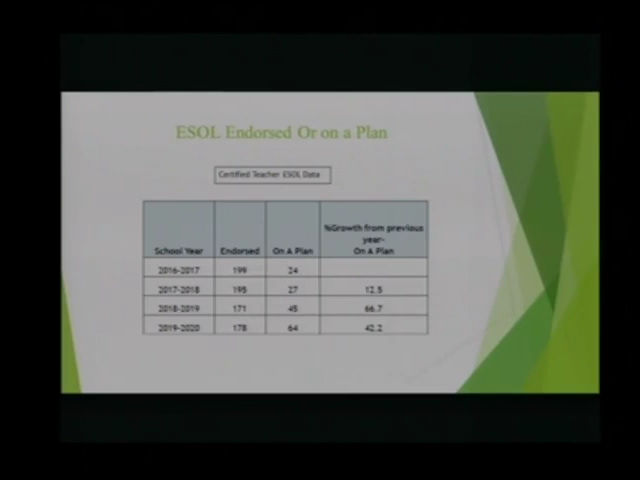 ESOL Endorsed Or on a Plan
Certified Teacher ESOL Data
School Year Endorsed On A Plan %Growth from previous year- On A Plan
2016-2017 199 24
2017-2018 195 27 12.5
2018-2019 171 45 66.7
2019-2020 178 64 42.2